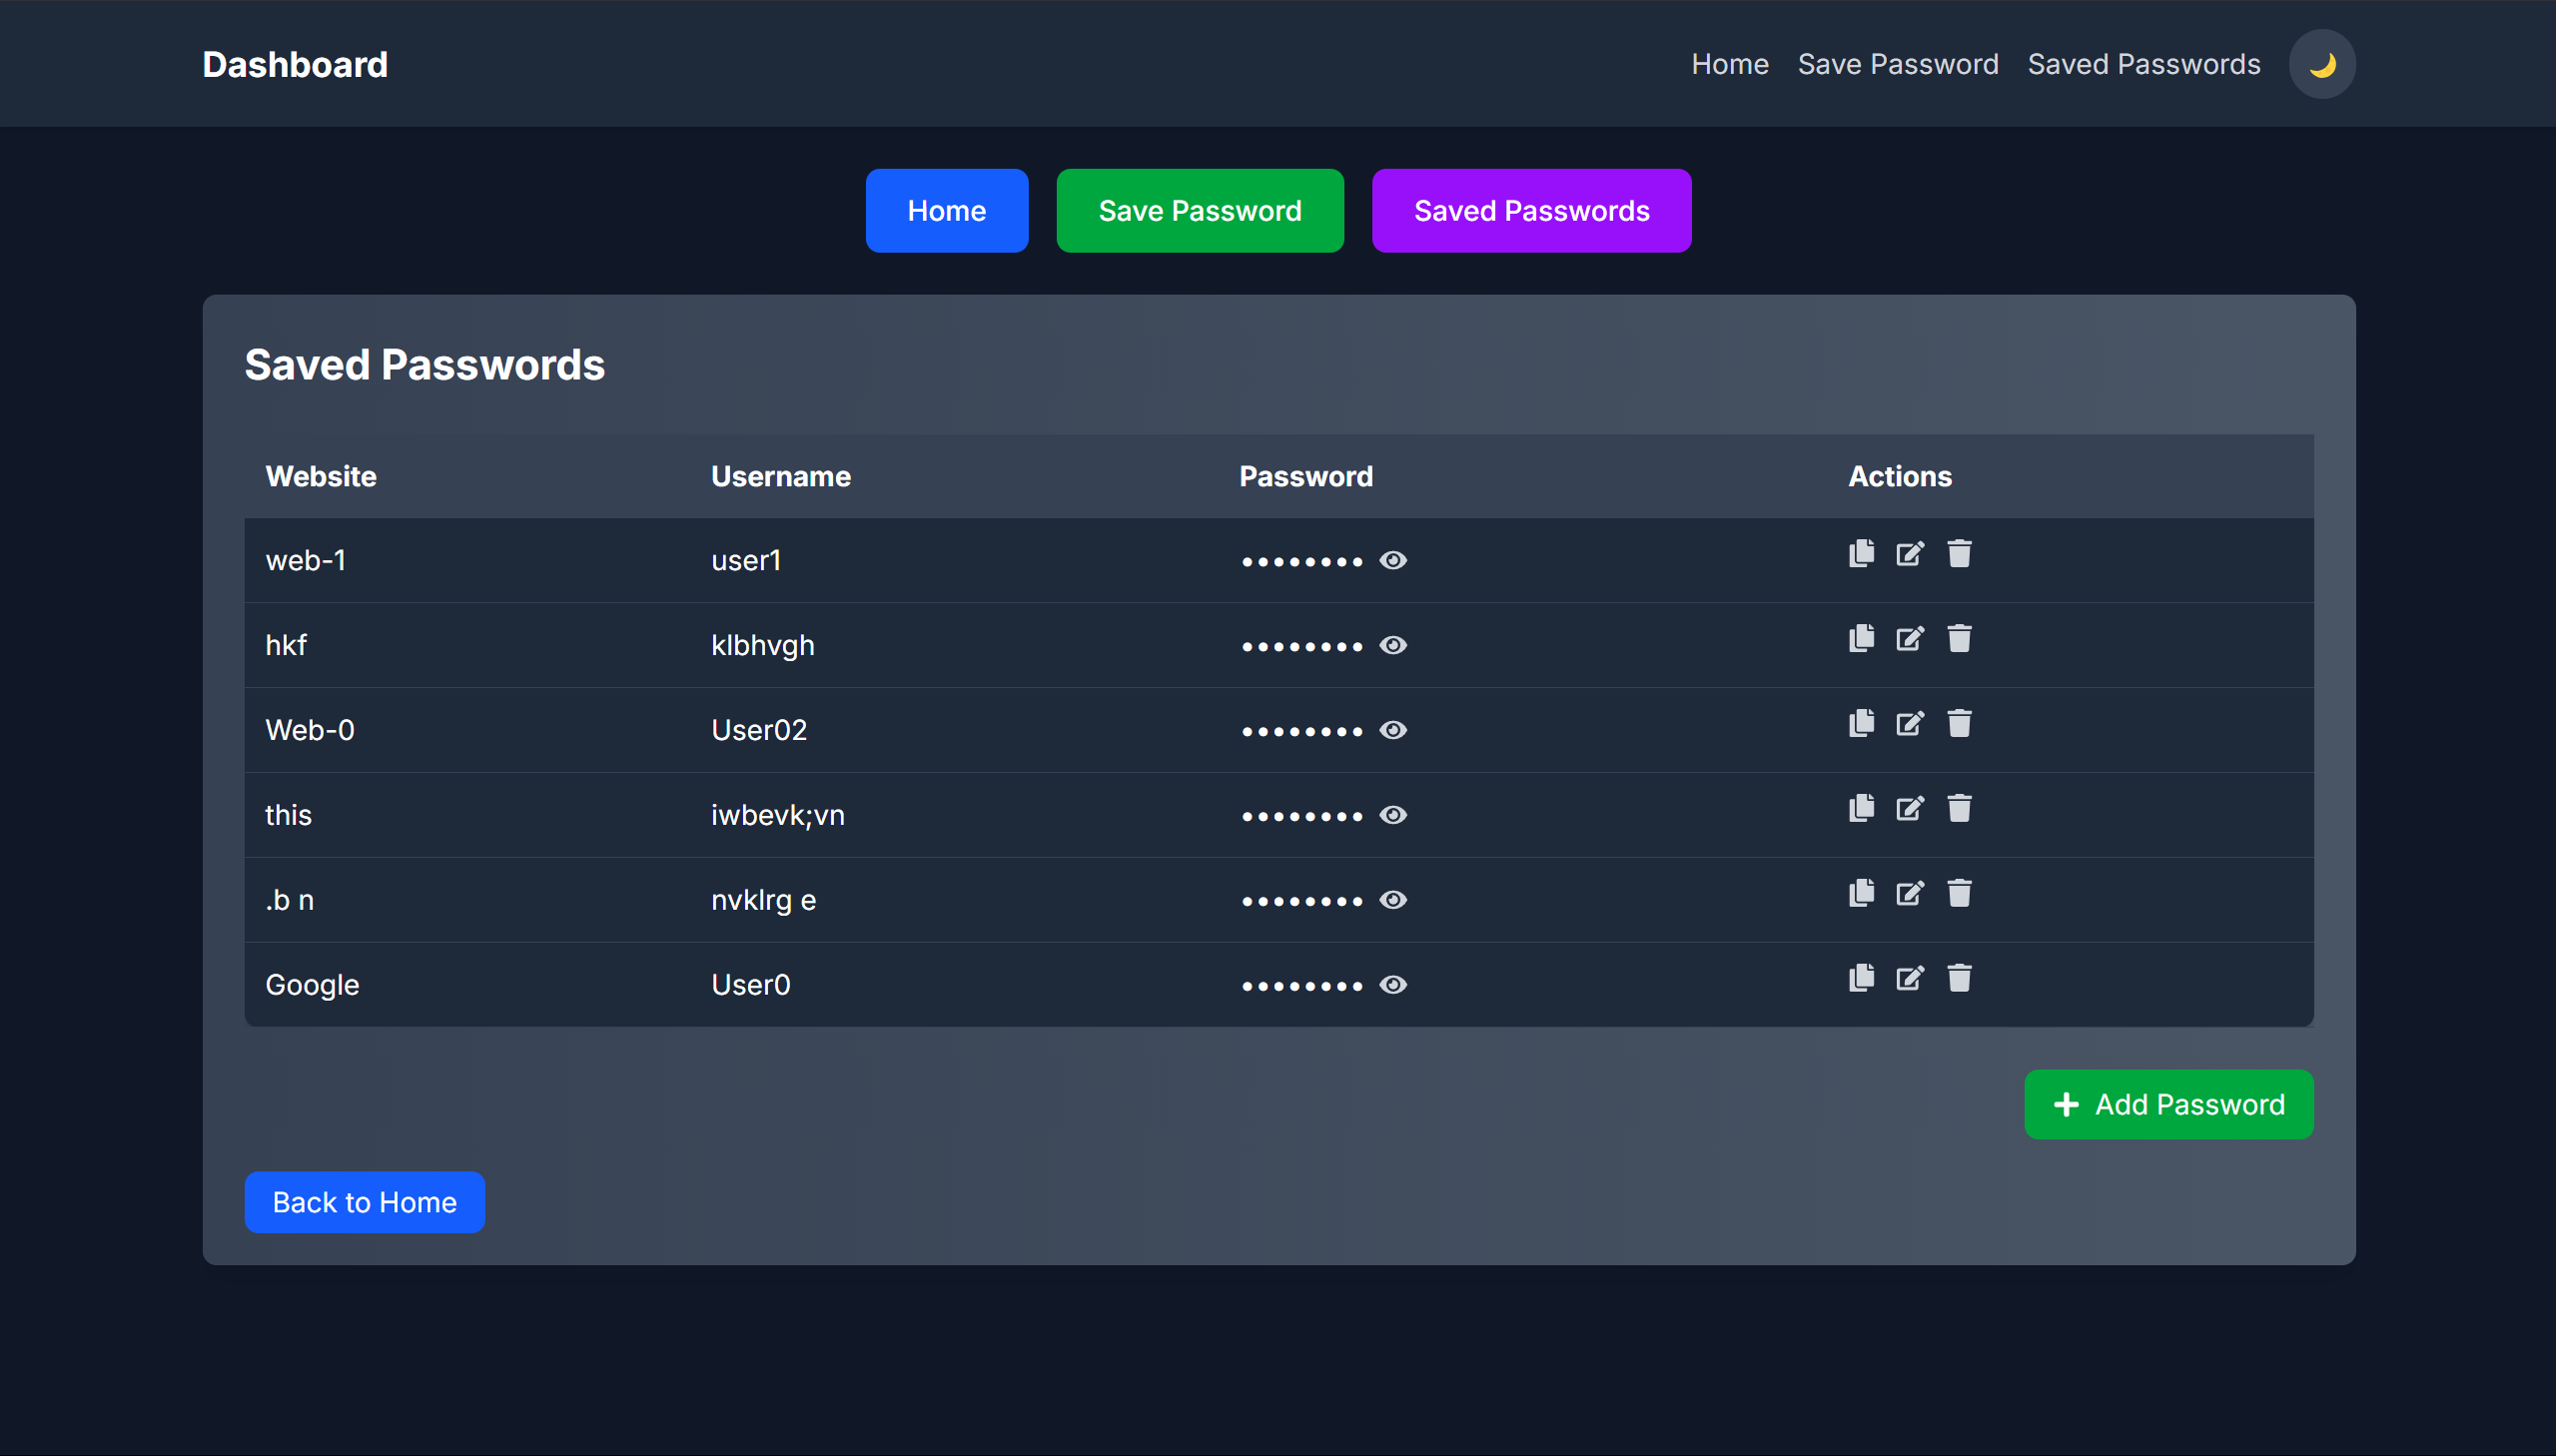 Dashboard
Home Save Password Saved Passwords
Home Save Password Saved Passwords
Saved Passwords
Website Username Password Actions
web-1 user1 ••••••••
hkf klbhvgh ••••••••
Web-0 User02 ••••••••
this iwbevk;vn ••••••••
.b n nvklrg e ••••••••
Google User0 ••••••••
Add Password
Back to Home